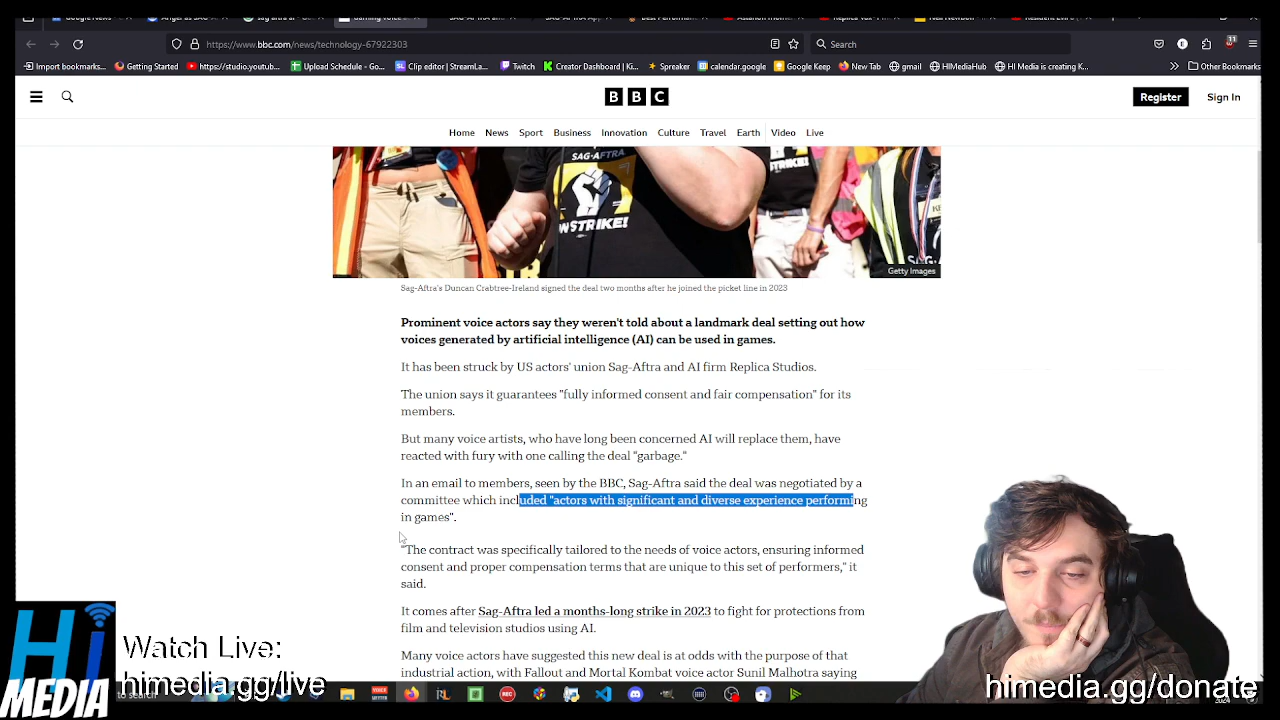 https://www.bbc.com/news/technology-67922303
Search
11
Import bookmarks...
Getting Started
https://studio.youtub...
Upload Schedule - Go...
Clip editor | StreamLa...
Twitch
Creator Dashboard | Ki...
Spreaker
calendar.google
Google Keep
New Tab
gmail
HIMediaHub
HI Media is creating K...
Other Bookmarks
BBC
Register
Sign In
Home
News
Sport
Business
Innovation
Culture
Travel
Earth
Video
Live
SAG-AFTRA
STRIKE!
Getty Images
Sag-Aftra's Duncan Crabtree-Ireland signed the deal two months after he joined the picket line in 2023
Prominent voice actors say they weren't told about a landmark deal setting out how
voices generated by artificial intelligence (AI) can be used in games.
It has been struck by US actors' union Sag-Aftra and AI firm Replica Studios.
The union says it guarantees "fully informed consent and fair compensation" for its
members.
But many voice artists, who have long been concerned AI will replace them, have
reacted with fury with one calling the deal "garbage."
In an email to members, seen by the BBC, Sag-Aftra said the deal was negotiated by a
committee which included "actors with significant and diverse experience performing
in games".
"The contract was specifically tailored to the needs of voice actors, ensuring informed
consent and proper compensation terms that are unique to this set of performers," it
said.
It comes after Sag-Aftra led a months-long strike in 2023 to fight for protections from
film and television studios using AI.
Many voice actors have suggested this new deal is at odds with the purpose of that
industrial action, with Fallout and Mortal Kombat voice actor Sunil Malhotra saying
Hi
MEDIA
Watch Live:
himedia.gg/live
to search
himedia.gg/donate
2024